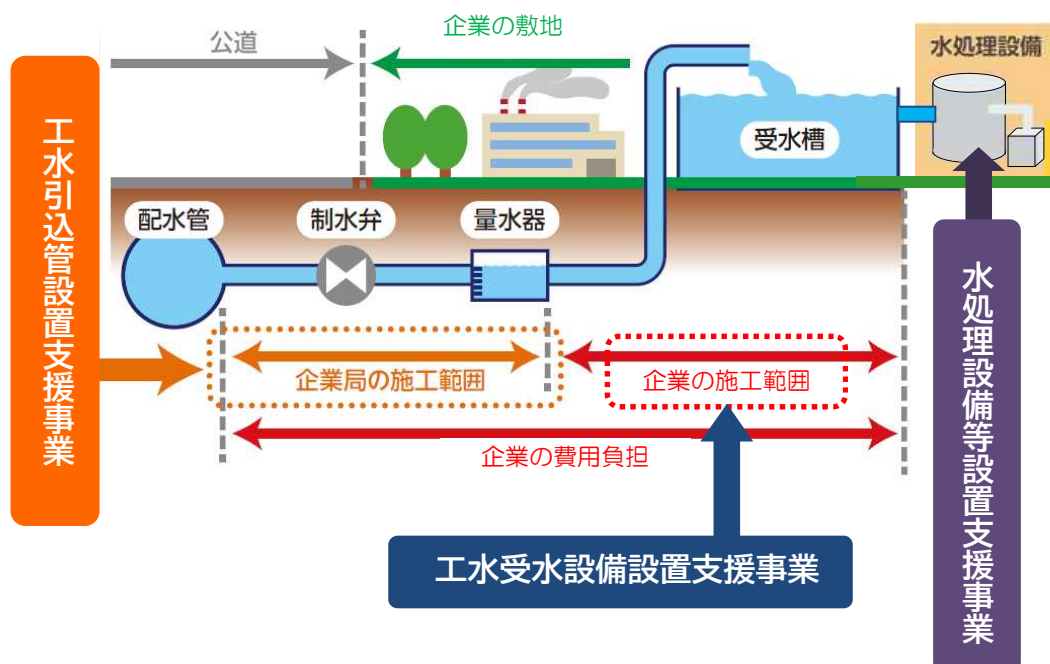 公道
企業の敷地
水処理設備
工水引込管設置支援事業
受水槽
配水管
制水弁
量水器
企業局の施工範囲
企業の施工範囲
企業の費用負担
工水受水設備設置支援事業
水処理設備等設置支援事業